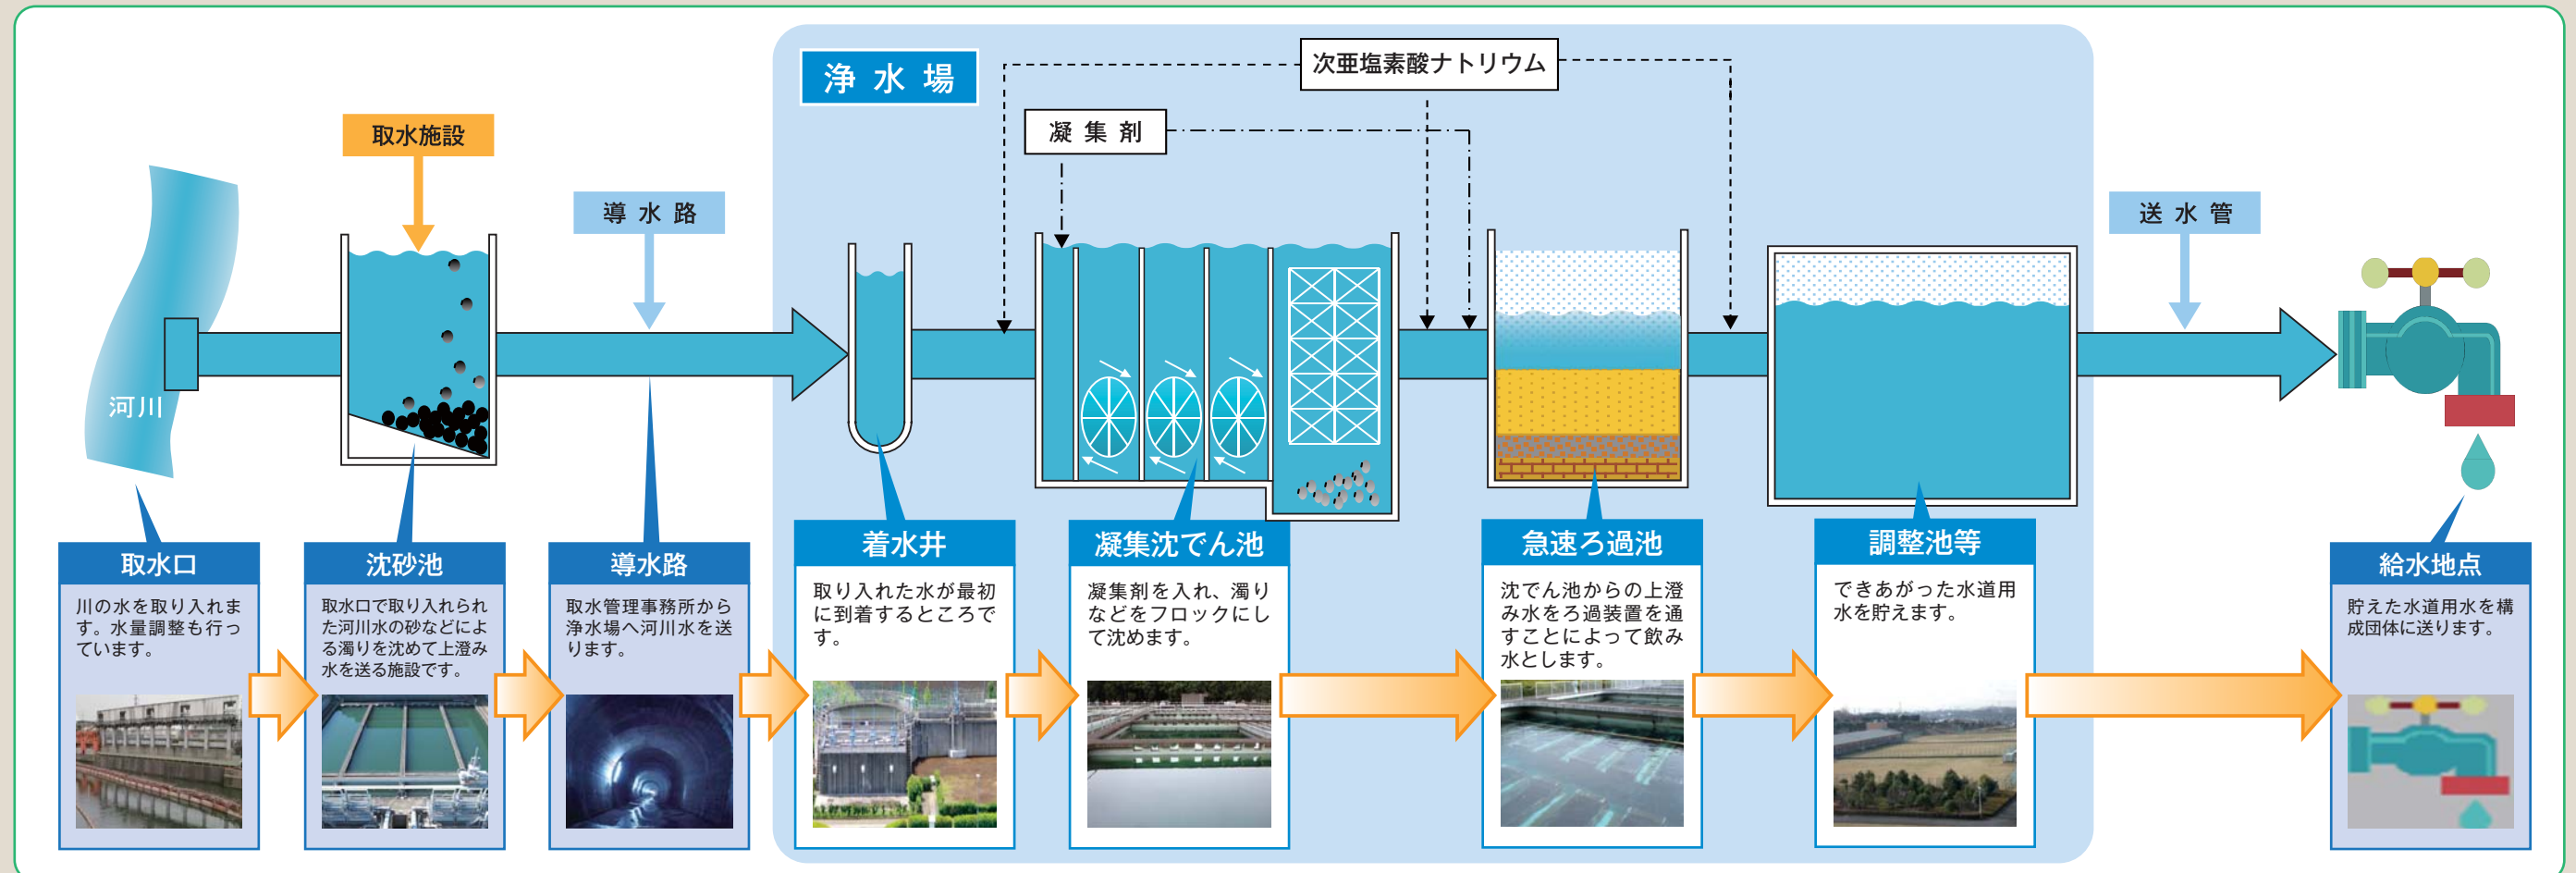 浄水場
次亜塩素酸ナトリウム
凝集剤
取水施設
導水路
送水管
河川
取水口
川の水を取り入れま
す。水量調整も行っ
ています。
沈砂池
取水口で取り入れられ
た河川水の砂などによ
る濁りを沈めて上澄み
水を送る施設です。
導水路
取水管理事務所から
浄水場へ河川水を送
ります。
着水井
取り入れた水が最初
に到着するところで
す。
凝集沈でん池
凝集剤を入れ、濁り
などをフロックにし
て沈めます。
急速ろ過池
沈でん池からの上澄
み水をろ過装置を通
すことによって飲み
水とします。
調整池等
できあがった水道用
水を貯えます。
給水地点
貯えた水道用水を構
成団体に送ります。